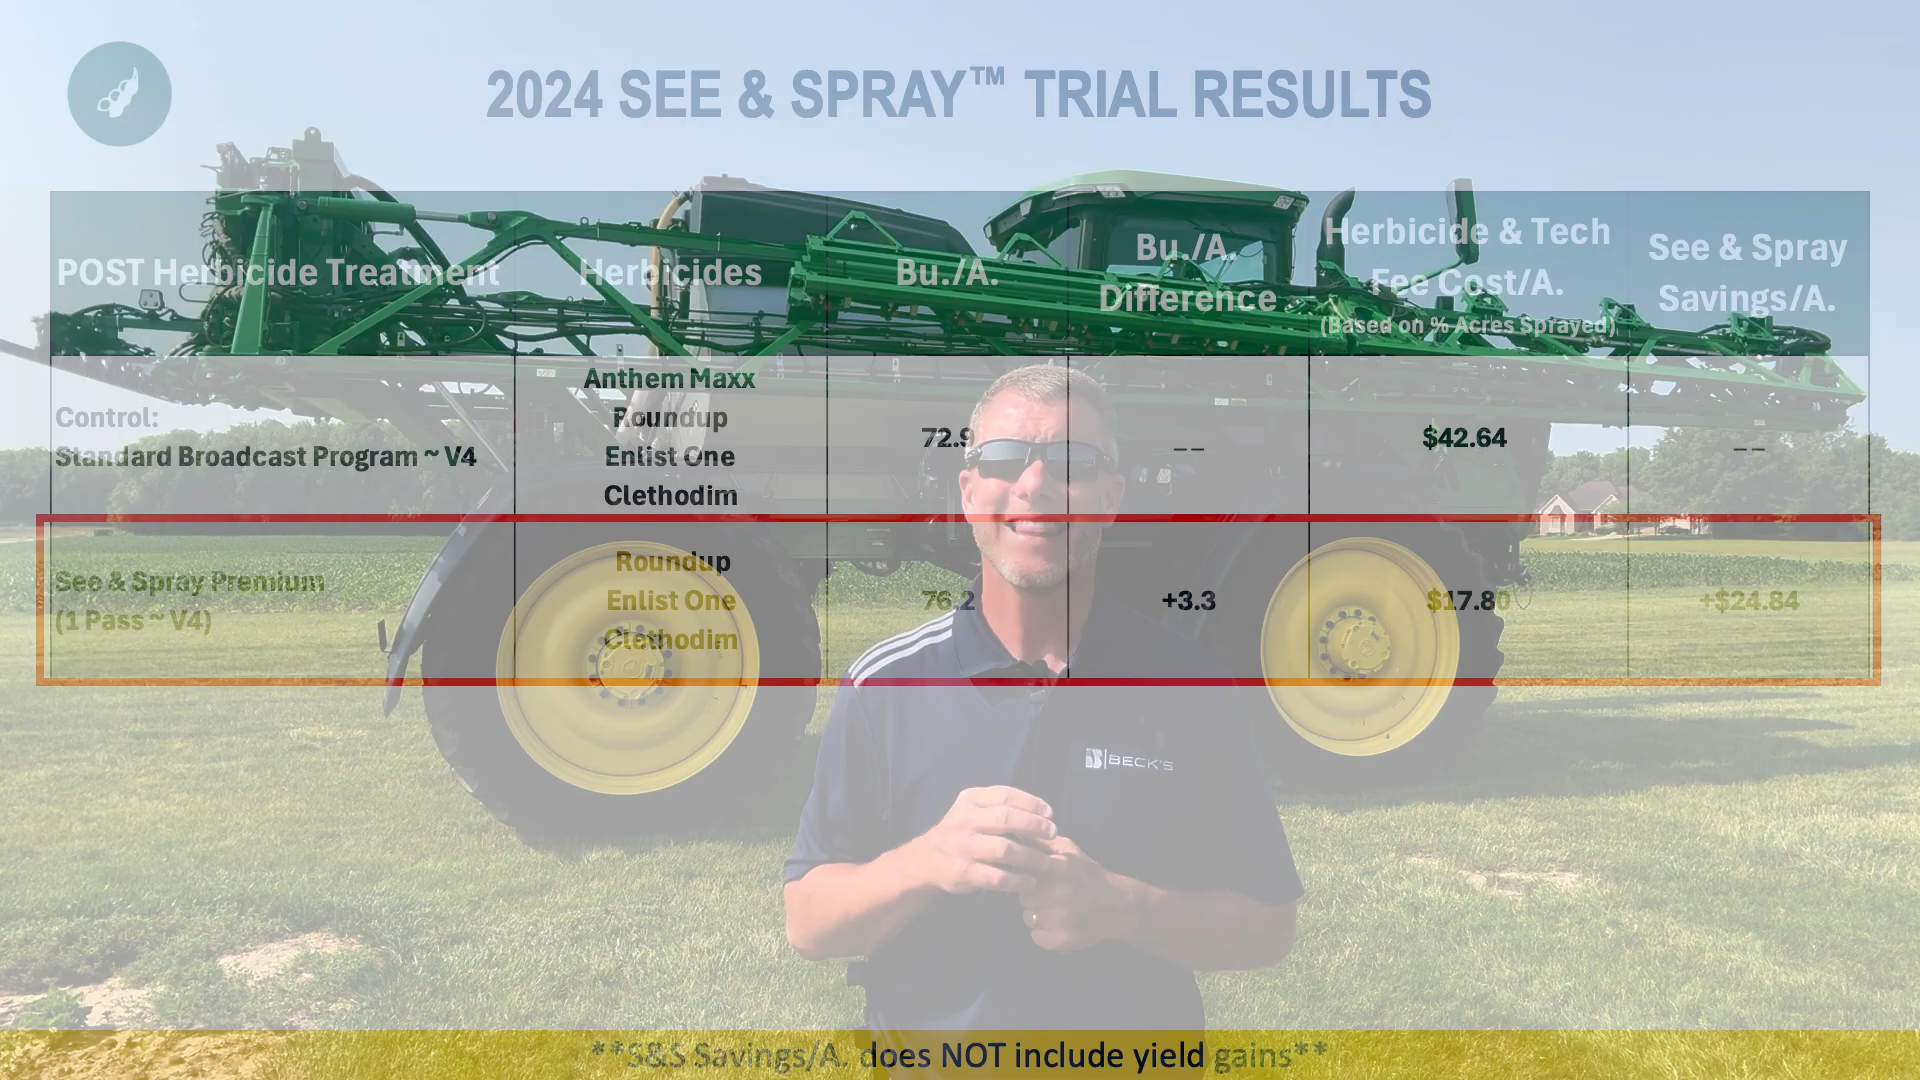 2024 SEE & SPRAY™ TRIAL RESULTS
POST Herbicide Treatment
Herbicides
Bu./A.
Bu./A.
Difference
Herbicide & Tech
Fee Cost/A.
(Based on % Acres Sprayed)
See & Spray
Savings/A.
Control:
Standard Broadcast Program ~ V4
Anthem Maxx
Roundup
Enlist One
Clethodim
72.9
--
$42.64
--
See & Spray Premium
(1 Pass ~ V4)
Roundup
Enlist One
Clethodim
76.2
+3.3
$17.80
+$24.84
BECK'S
**S&S Savings/A. does NOT include yield gains**